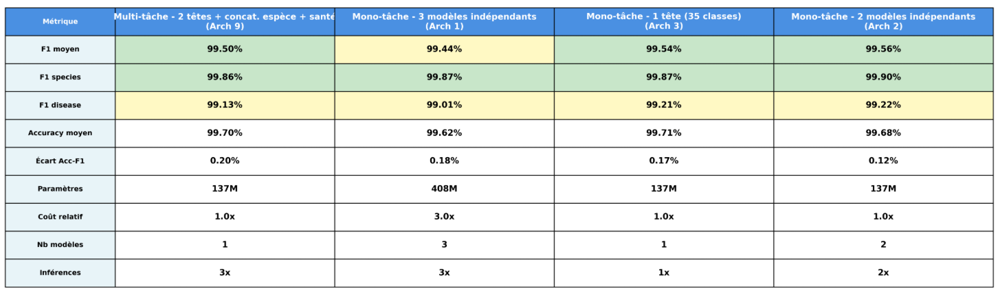 Métrique Multi-tâche - 2 têtes + concat. espèce + santé (Arch 9) Mono-tâche - 3 modèles indépendants (Arch 1) Mono-tâche - 1 tête (35 classes) (Arch 3) Mono-tâche - 2 modèles indépendants (Arch 2)
F1 moyen 99.50% 99.44% 99.54% 99.56%
F1 species 99.86% 99.87% 99.87% 99.90%
F1 disease 99.13% 99.01% 99.21% 99.22%
Accuracy moyen 99.70% 99.62% 99.71% 99.68%
Écart Acc-F1 0.20% 0.18% 0.17% 0.12%
Paramètres 137M 408M 137M 137M
Coût relatif 1.0x 3.0x 1.0x 1.0x
Nb modèles 1 3 1 2
Inférences 3x 3x 1x 2x